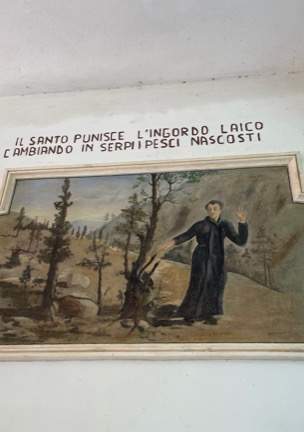 IL SANTO PUNISCE L'INGORDO LAICO
CAMBIANDO IN SERPI I PESCI NASCOSTI